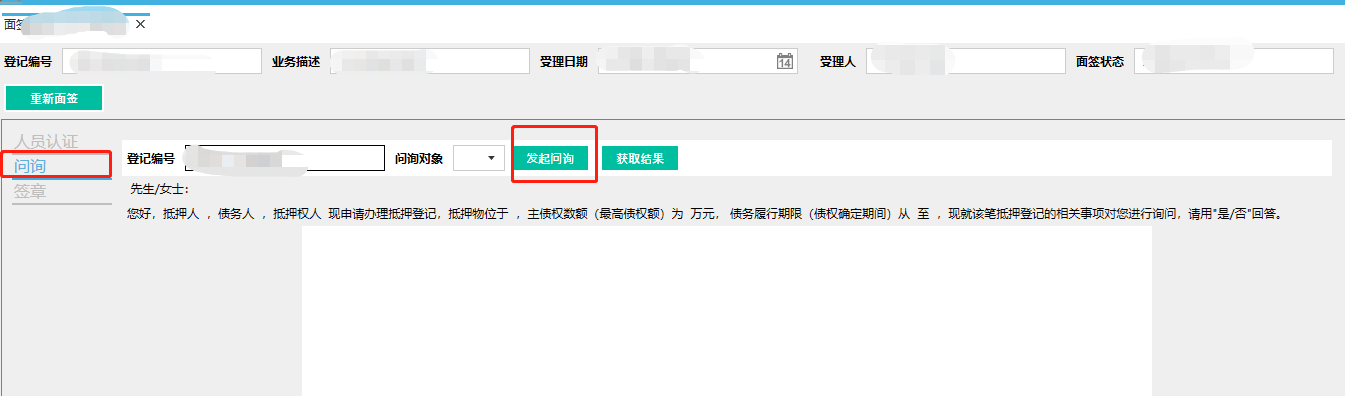 面签
登记编号 业务描述 受理日期 14 受理人 面签状态
重新面签
人员认证
问询
签章
登记编号 问询对象 发起问询 获取结果
先生/女士：
您好，抵押人 ，债务人 ，抵押权人 现申请办理抵押登记，抵押物位于 ，主债权数额（最高债权额）为 万元， 债务履行期限（债权确定期间）从 至 ，现就该笔抵押登记的相关事项对您进行询问，请用"是/否"回答。